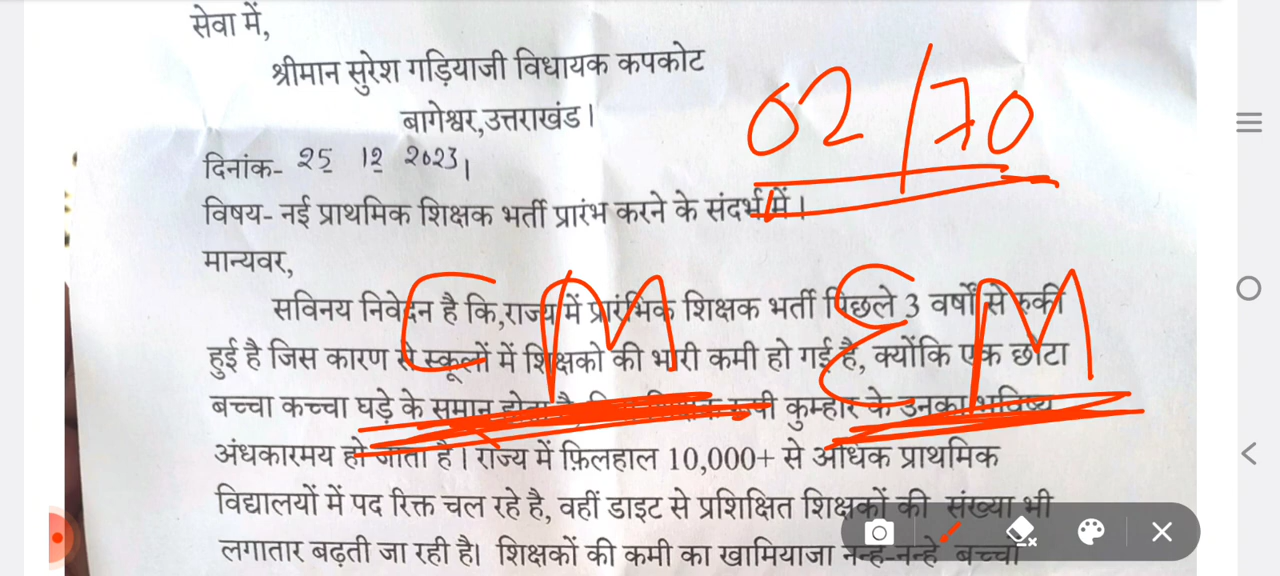 सेवा में,
श्रीमान सुरेश गड़ियाजी विधायक कपकोट
बागेश्वर,उत्तराखंड।
02/70
दिनांक- 25 12 2023।
विषय- नई प्राथमिक शिक्षक भर्ती प्रारंभ करने के संदर्भ में।
मान्यवर,
CM EM
सविनय निवेदन है कि,राज्य में प्रारंभिक शिक्षक भर्ती पिछले 3 वर्षों से रुकी
हुई है जिस कारण से स्कूलों में शिक्षको की भारी कमी हो गई है, क्योंकि एक छोटा
बच्चा कच्चा घड़े के समान होता है, कुम्हार के उनका भविष्य
अंधकारमय हो जाता है। राज्य में फ़िलहाल 10,000+ से अधिक प्राथमिक
विद्यालयों में पद रिक्त चल रहे है, वहीं डाइट से प्रशिक्षित शिक्षकों की संख्या भी
लगातार बढ़ती जा रही है। शिक्षकों की कमी का खामियाजा नन्हे-नन्हे बच्चों